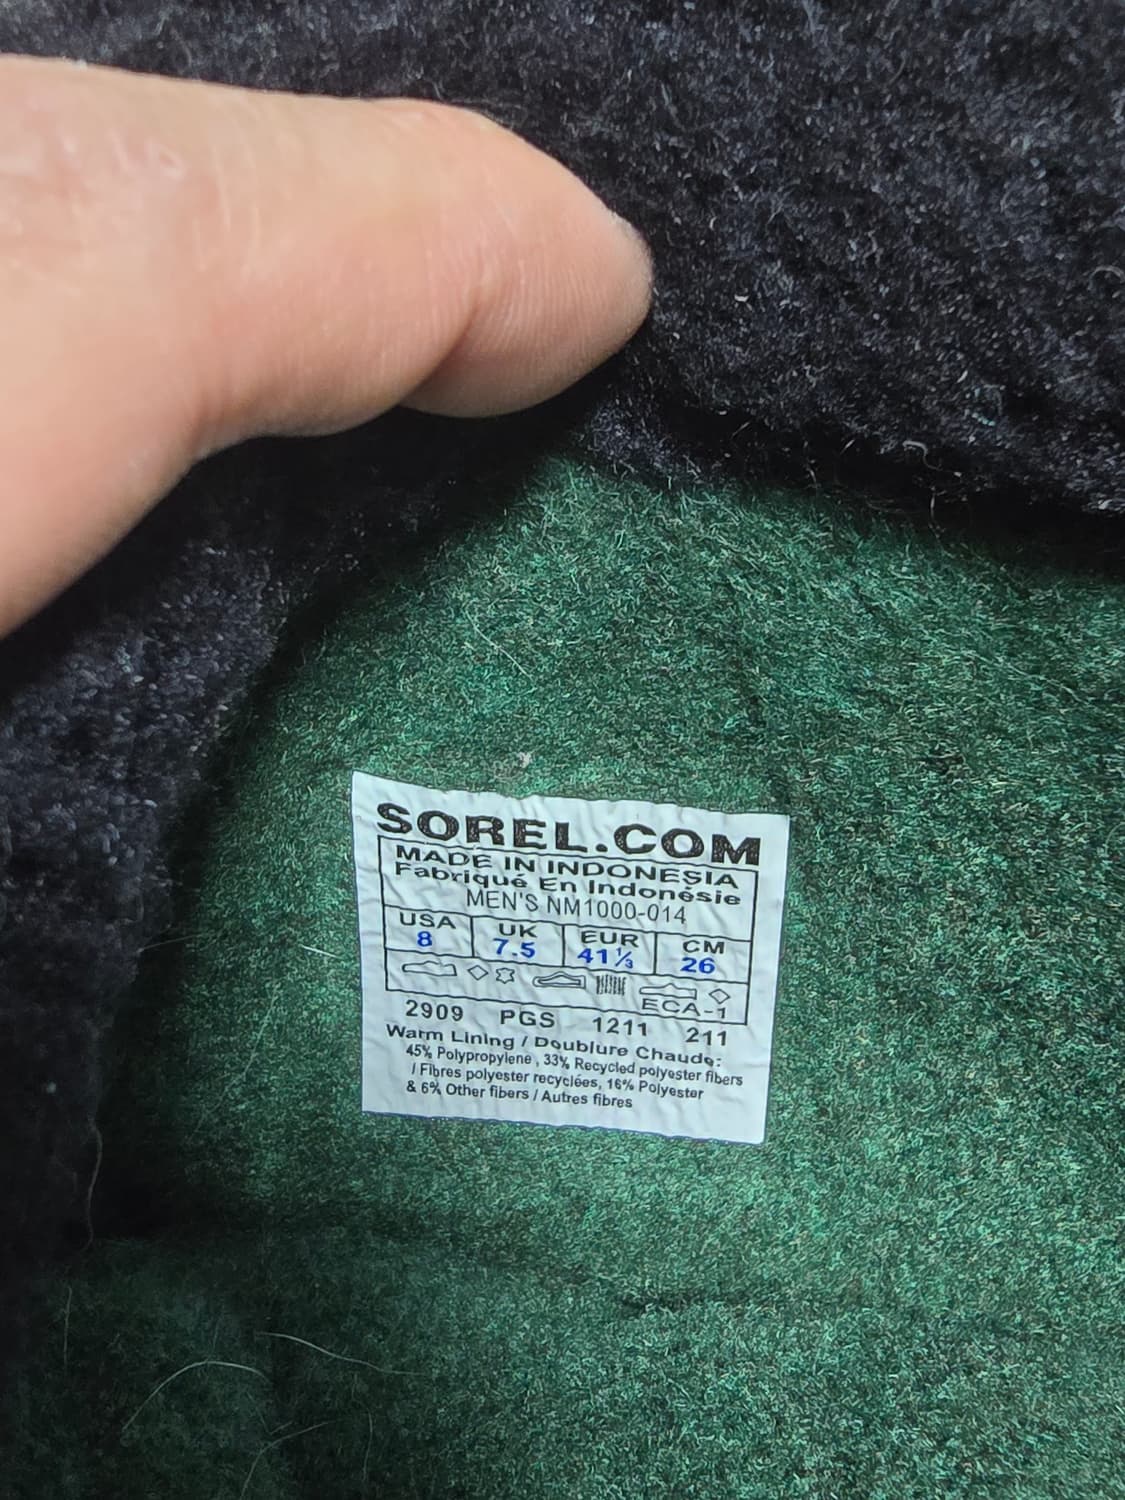 SOREL.COM
MADE IN INDONESIA
Fabriqué En Indonésie
MEN'S NM1000-014
USA UK EUR CM
8 7.5 41⅓ 26
ECA-1
2909 PGS 1211 211
Warm Lining / Doublure Chaude:
45% Polypropylene , 33% Recycled polyester fibers
/ Fibres polyester recyclées, 16% Polyester
& 6% Other fibers / Autres fibres